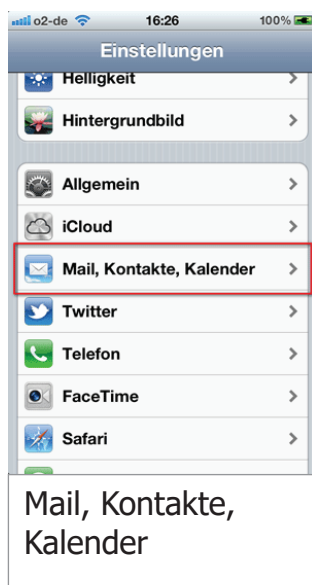 o2-de 16:26 100%
Einstellungen
Helligkeit
Hintergrundbild
Allgemein
iCloud
Mail, Kontakte, Kalender
Twitter
Telefon
FaceTime
Safari
Mail, Kontakte,
Kalender